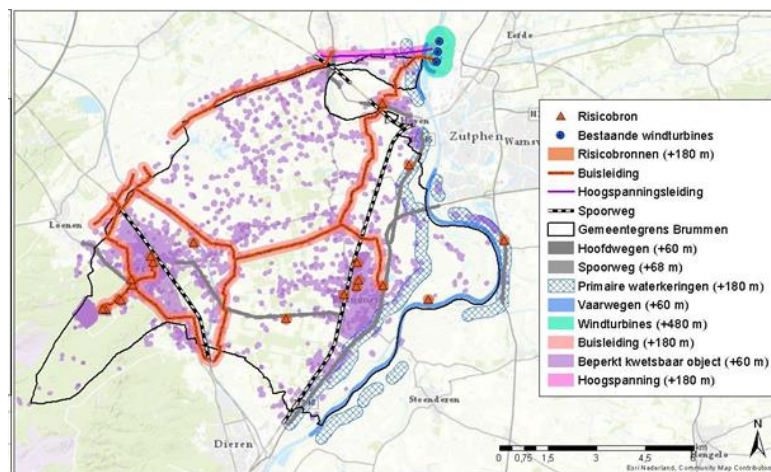 Eefde
Zutphen
Warnsv
Loenen
Steenderen
Dieren
Hengelo
Risicobron
Bestaande windturbines
Risicobronnen (+180 m)
Buisleiding
Hoogspanningsleiding
Spoorweg
Gemeentegrens Brummen
Hoofdwegen (+60 m)
Spoorweg (+68 m)
Primaire waterkeringen (+180 m)
Vaarwegen (+60 m)
Windturbines (+480 m)
Buisleiding (+180 m)
Beperkt kwetsbaar object (+60 m)
Hoogspanning (+180 m)
N
km
0 0,75 1,5 3 4,5 6
Esri Nederland, Community Map Contributors